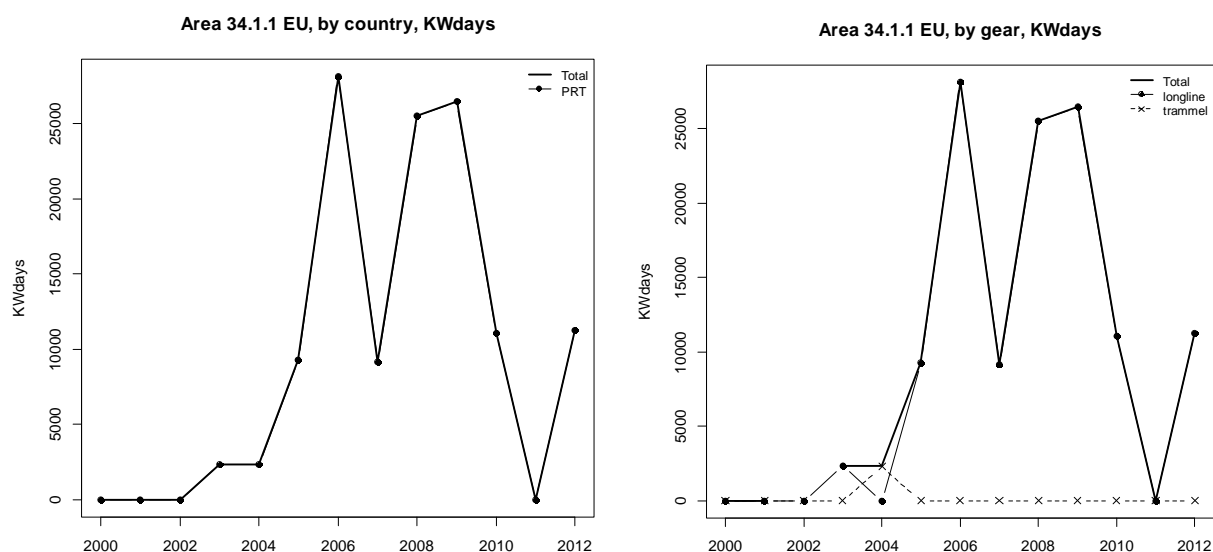 Area 34.1.1 EU, by country, KWdays
Total
PRT
KWdays
25000
20000
15000
10000
5000
0
2000 2002 2004 2006 2008 2010 2012
Area 34.1.1 EU, by gear, KWdays
Total
longline
trammel
KWdays
25000
20000
15000
10000
5000
0
2000 2002 2004 2006 2008 2010 2012